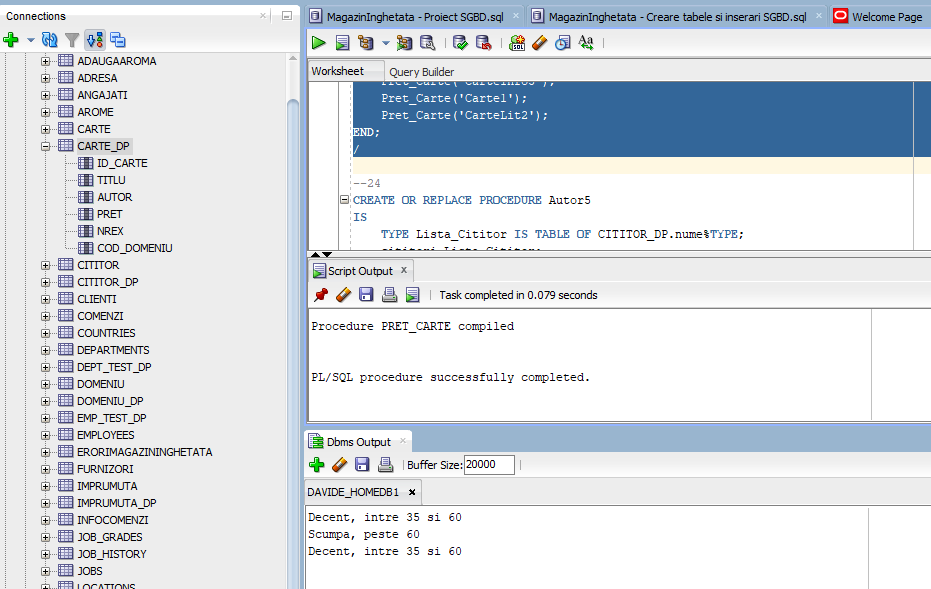 Connections
ADAUGAAROMA
ADRESA
ANGAJATI
AROME
CARTE
CARTE_DP
ID_CARTE
TITLU
AUTOR
PRET
NREX
COD_DOMENIU
CITITOR
CITITOR_DP
CLIENTI
COMENZI
COUNTRIES
DEPARTMENTS
DEPT_TEST_DP
DOMENIU
DOMENIU_DP
EMP_TEST_DP
EMPLOYEES
ERORIMAGAZININGHETATA
FURNIZORI
IMPRUMUTA
IMPRUMUTA_DP
INFOCOMENZI
JOB_GRADES
JOB_HISTORY
JOBS
LOCATIONS
MagazinInghetata - Proiect SGBD.sql
MagazinInghetata - Creare tabele si inserari SGBD.sql
Welcome Page
Worksheet
Query Builder
Pret_Carte('Carte1');
Pret_Carte('CarteLit2');
END;
/
--24
CREATE OR REPLACE PROCEDURE Autor5
IS
TYPE Lista_Cititor IS TABLE OF CITITOR_DP.nume%TYPE;
cititori Lista_Cititor;
Script Output
Task completed in 0.079 seconds
Procedure PRET_CARTE compiled
PL/SQL procedure successfully completed.
Dbms Output
Buffer Size: 20000
DAVIDE_HOMEDB1
Decent, intre 35 si 60
Scumpa, peste 60
Decent, intre 35 si 60